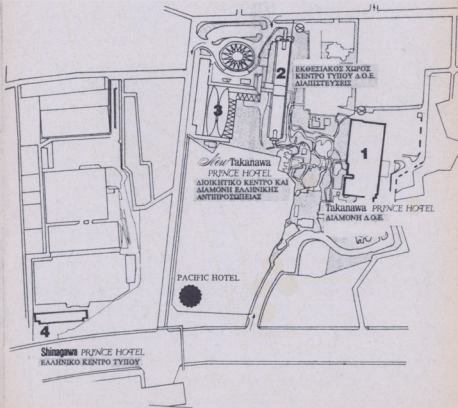 2
ΕΚΘΕΣΙΑΚΟΣ ΧΩΡΟΣ
ΚΕΝΤΡΟ ΤΥΠΟΥ Δ.Ο.Ε.
ΔΙΑΠΙΣΤΕΥΣΕΙΣ
3
1
New Takanawa
PRINCE HOTEL
ΔΙΟΙΚΗΤΙΚΟ ΚΕΝΤΡΟ ΚΑΙ
ΔΙΑΜΟΝΗ ΕΛΛΗΝΙΚΗΣ
ΑΝΤΙΠΡΟΣΩΠΕΙΑΣ
Takanawa PRINCE HOTEL
ΔΙΑΜΟΝΗ Δ.Ο.Ε.
PACIFIC HOTEL
4
Shinagawa PRINCE HOTEL
ΕΛΛΗΝΙΚΟ ΚΕΝΤΡΟ ΤΥΠΟΥ